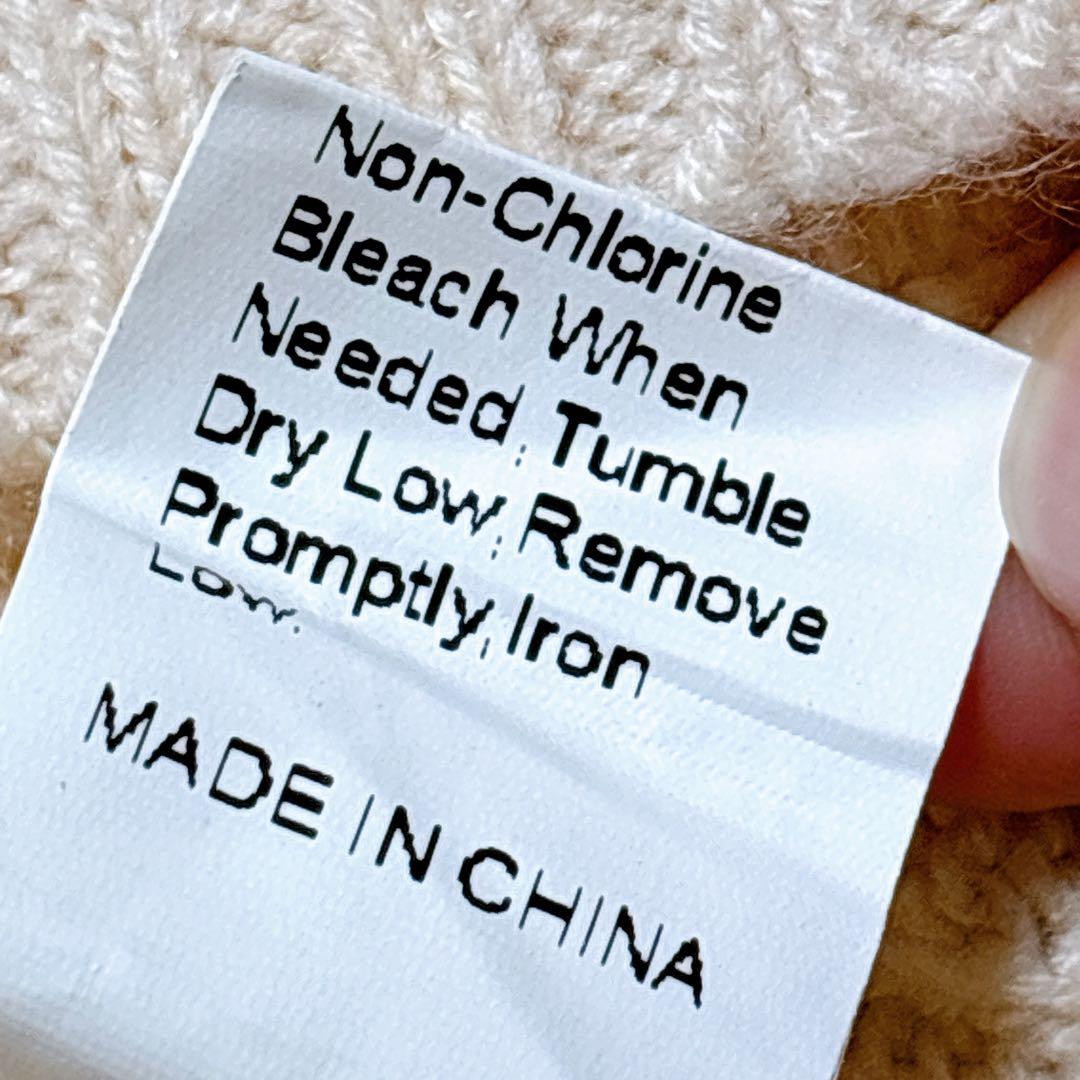 Non-Chlorine
Bleach When
Needed; Tumble
Dry Low; Remove
Promptly, Iron
Low.
MADE IN CHINA